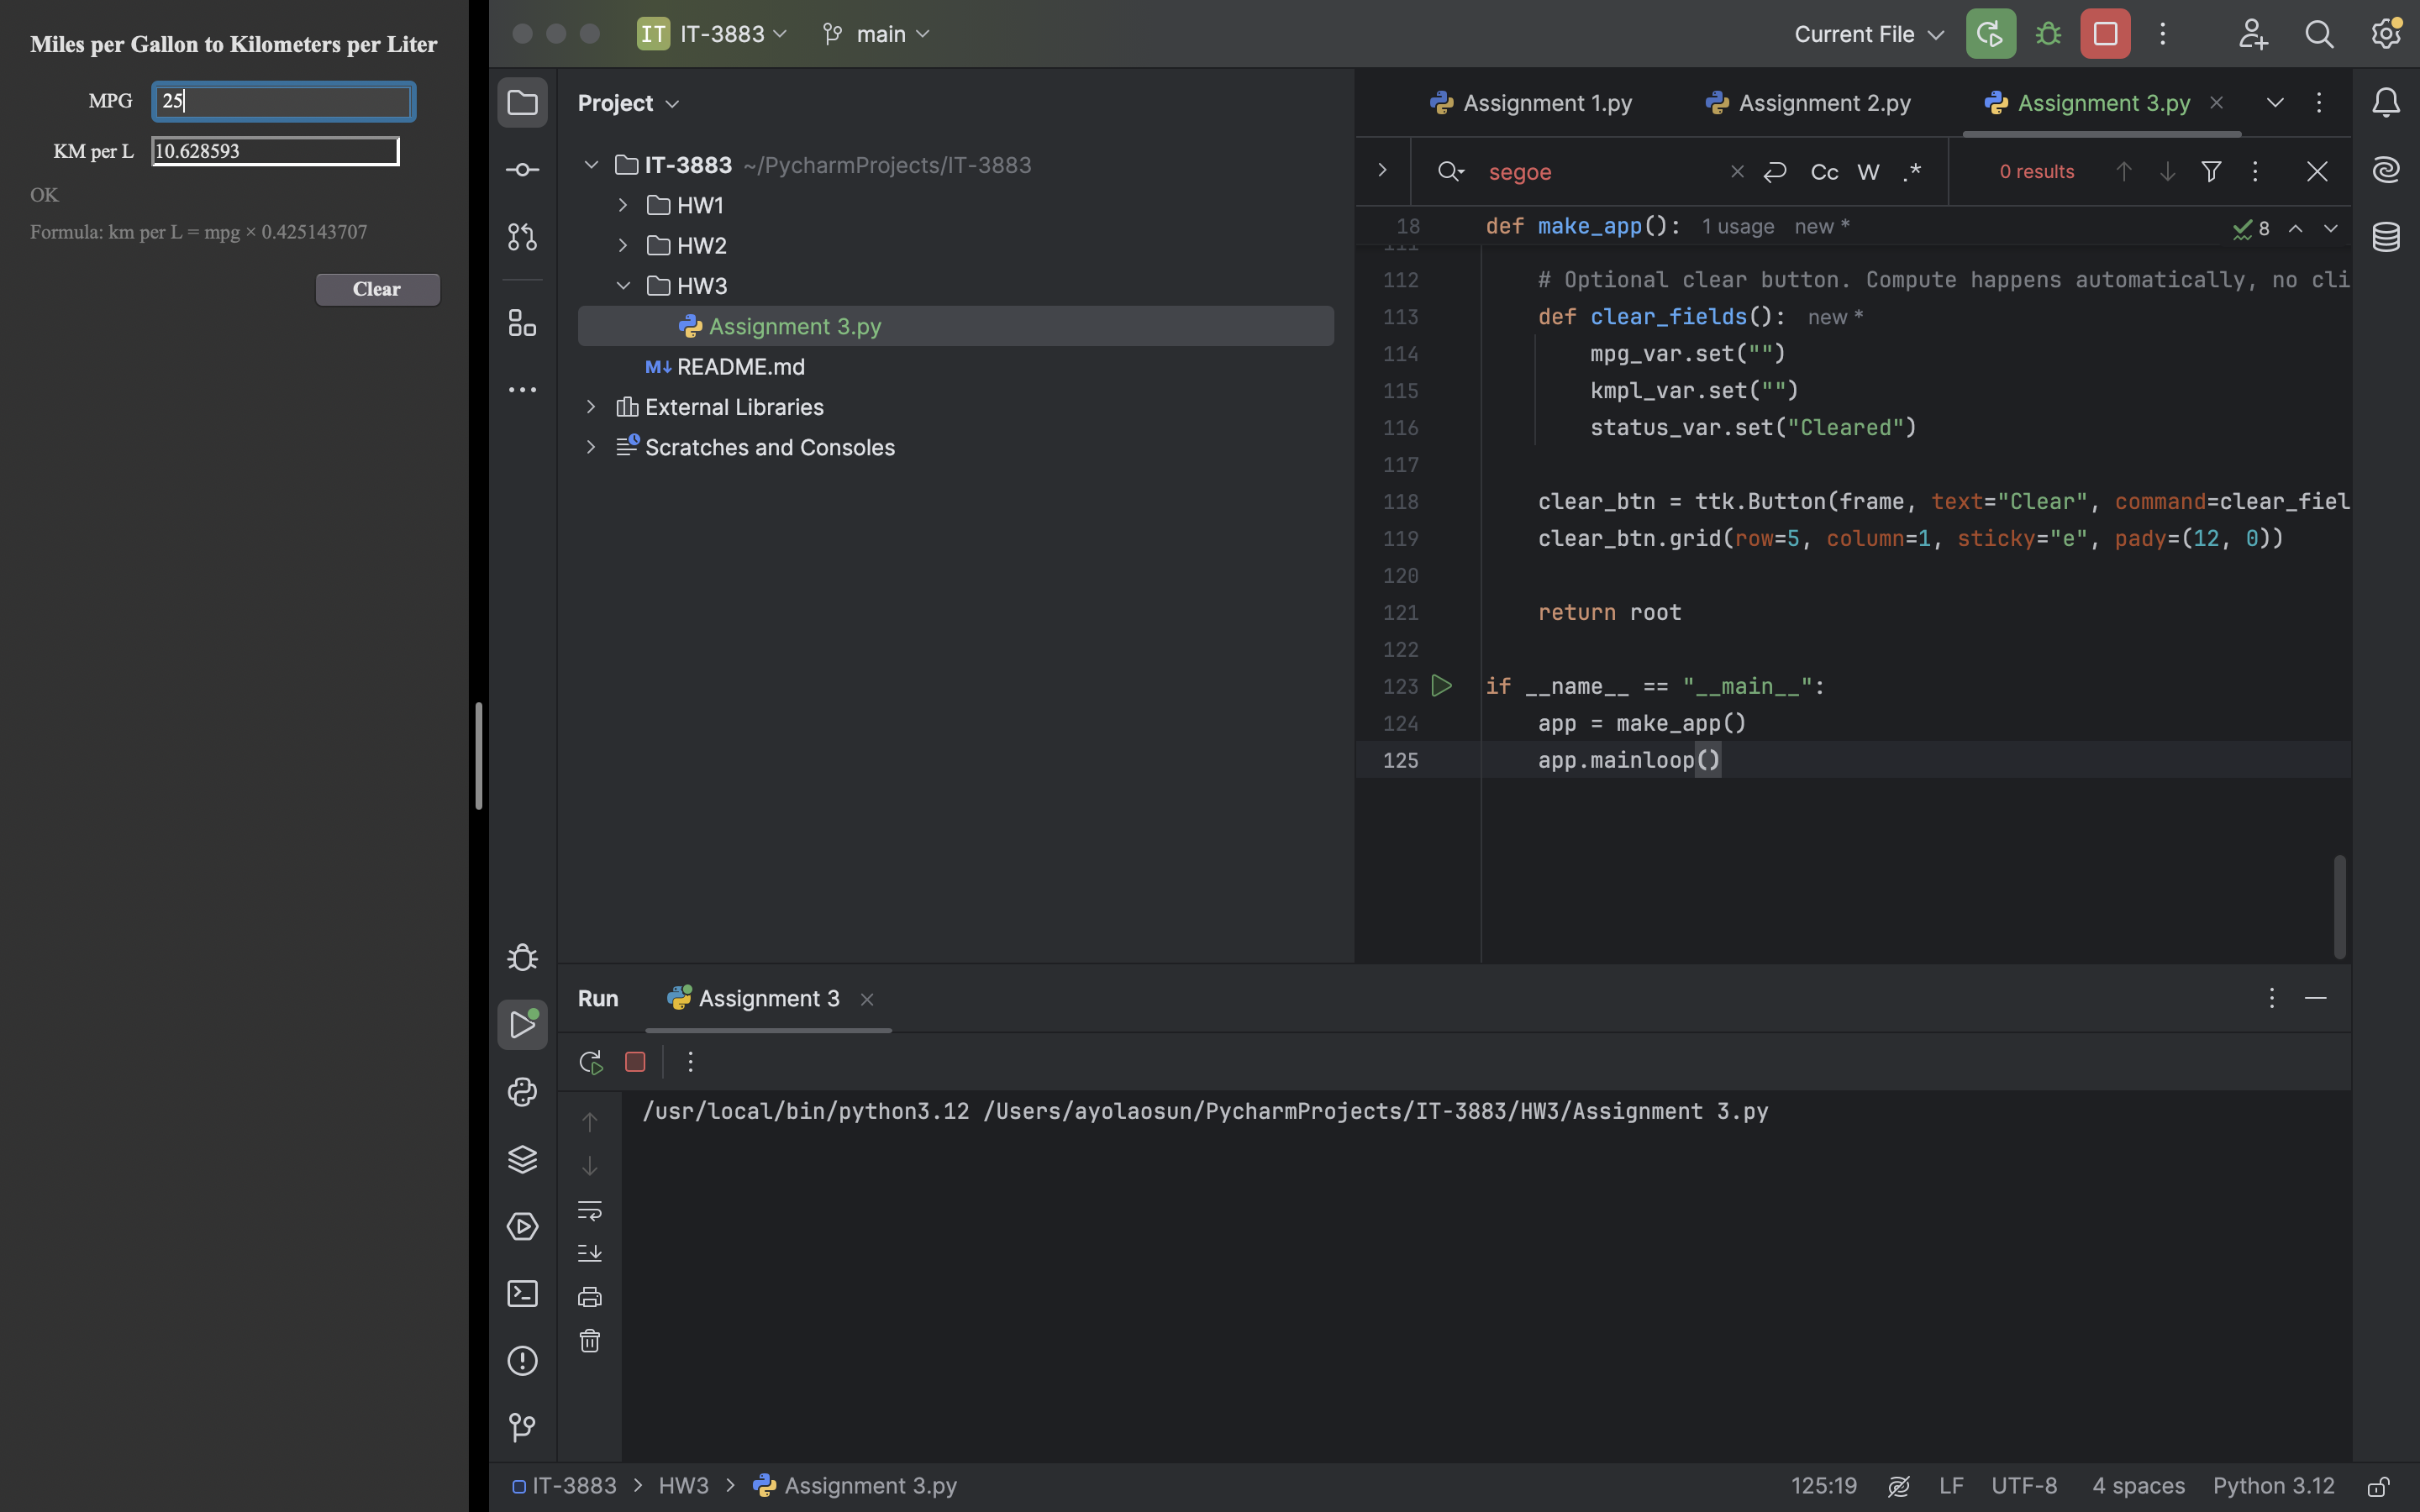 Miles per Gallon to Kilometers per Liter
MPG 25
KM per L 10.628593
OK
Formula: km per L = mpg × 0.425143707
Clear
IT IT-3883 main Current File
Project
IT-3883 ~/PycharmProjects/IT-3883
HW1
HW2
HW3
Assignment 3.py
M↓ README.md
External Libraries
Scratches and Consoles
Assignment 1.py Assignment 2.py Assignment 3.py
segoe Cc W .* 0 results
18 def make_app(): 1 usage new * 8
111
112 # Optional clear button. Compute happens automatically, no cli
113 def clear_fields(): new *
114 mpg_var.set("")
115 kmpl_var.set("")
116 status_var.set("Cleared")
117
118 clear_btn = ttk.Button(frame, text="Clear", command=clear_fiel
119 clear_btn.grid(row=5, column=1, sticky="e", pady=(12, 0))
120
121 return root
122
123 if __name__ == "__main__":
124 app = make_app()
125 app.mainloop()
Run Assignment 3
/usr/local/bin/python3.12 /Users/ayolaosun/PycharmProjects/IT-3883/HW3/Assignment 3.py
IT-3883 > HW3 > Assignment 3.py 125:19 LF UTF-8 4 spaces Python 3.12